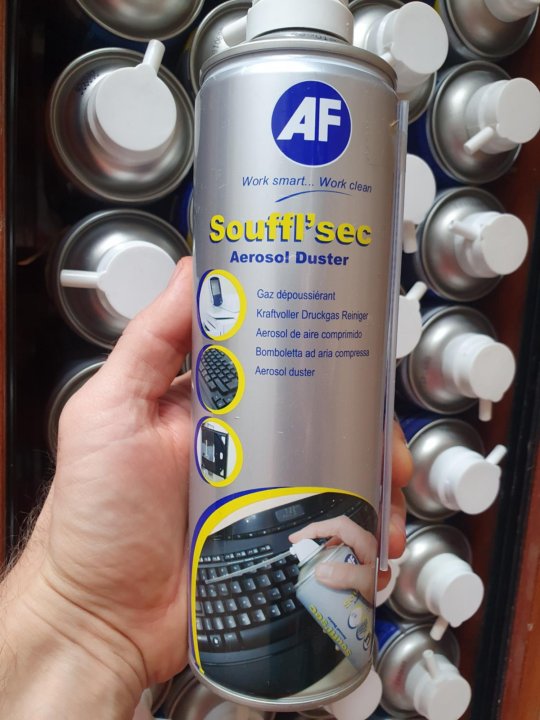 AF
Work smart... Work clean
Souffl'sec
Aerosol Duster
Gaz dépoussiérant
Kraftvoller Druckgas Reiniger
Aerosol de aire comprimido
Bomboletta ad aria compressa
Aerosol duster